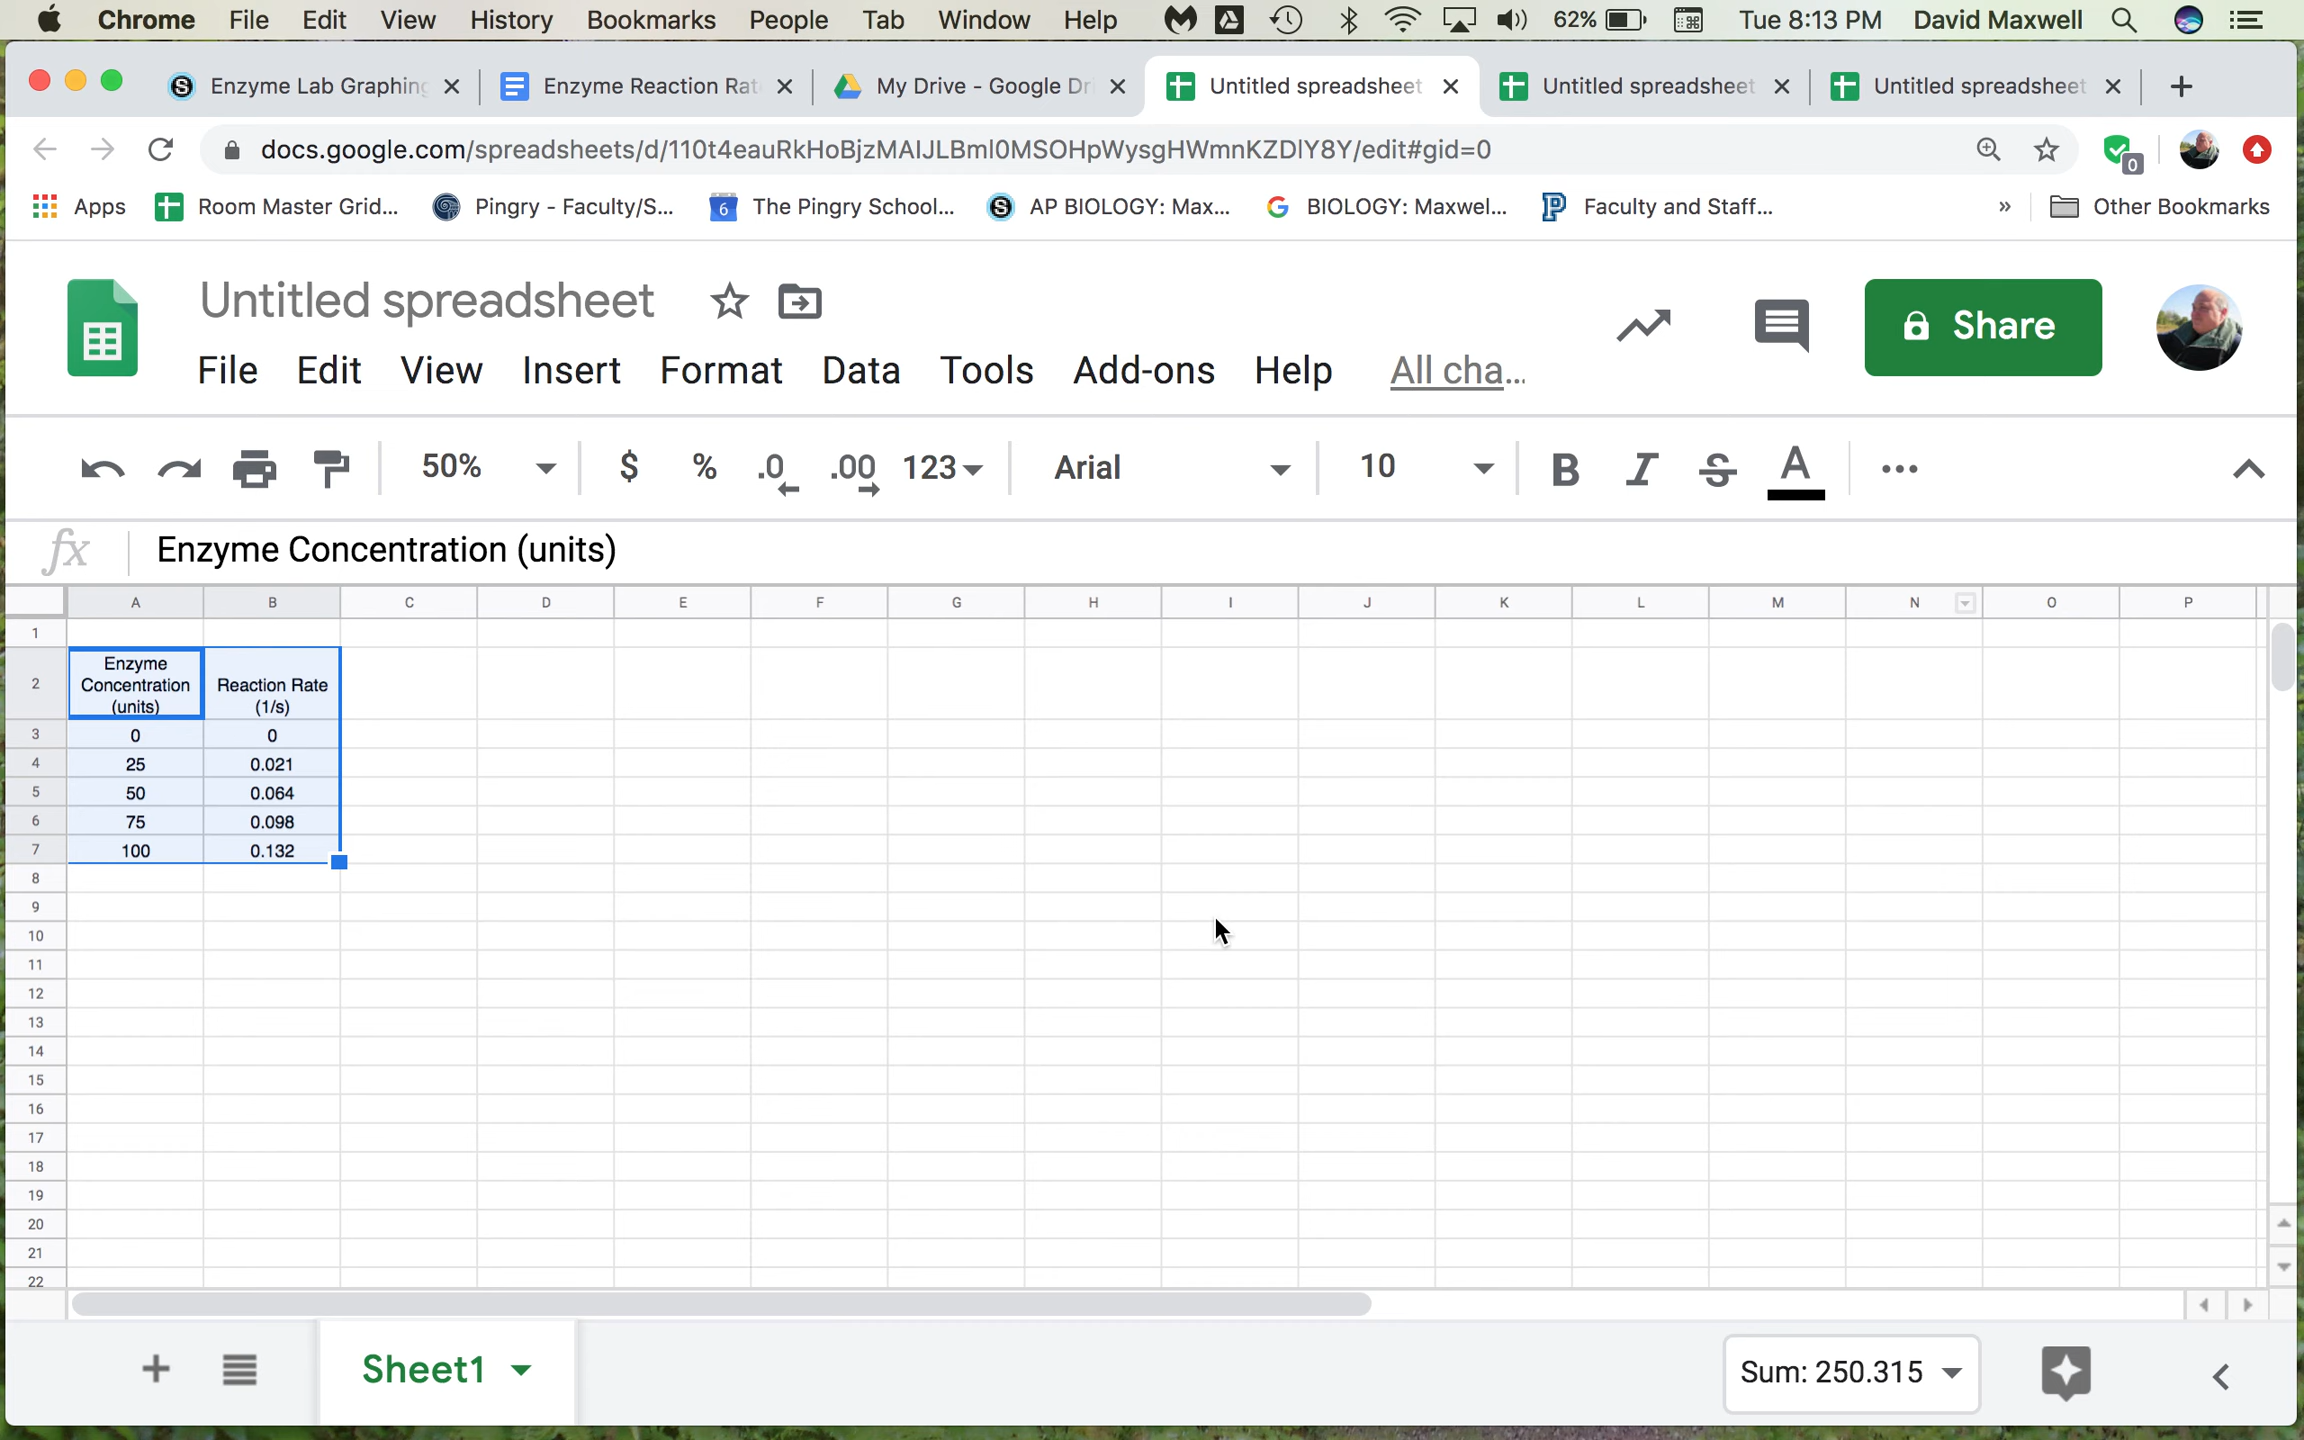 Chrome File Edit View History Bookmarks People Tab Window Help 62% Tue 8:13 PM David Maxwell
Enzyme Lab Graphing Enzyme Reaction Rat My Drive - Google Dri Untitled spreadsheet Untitled spreadsheet Untitled spreadsheet
docs.google.com/spreadsheets/d/110t4eauRkHoBjzMAIJLBml0MSOHpWysgHWmnKZDlY8Y/edit#gid=0 0
Apps Room Master Grid... Pingry - Faculty/S... 6 The Pingry School... AP BIOLOGY: Max... BIOLOGY: Maxwel... Faculty and Staff... » Other Bookmarks
Untitled spreadsheet
Share
File Edit View Insert Format Data Tools Add-ons Help All cha...
50% $ % .0 .00 123 Arial 10 B I S A
fx Enzyme Concentration (units)
A B C D E F G H I J K L M N O P
1
2 Enzyme Concentration (units) Reaction Rate (1/s)
3 0 0
4 25 0.021
5 50 0.064
6 75 0.098
7 100 0.132
8
9
10
11
12
13
14
15
16
17
18
19
20
21
22
Sheet1 Sum: 250.315